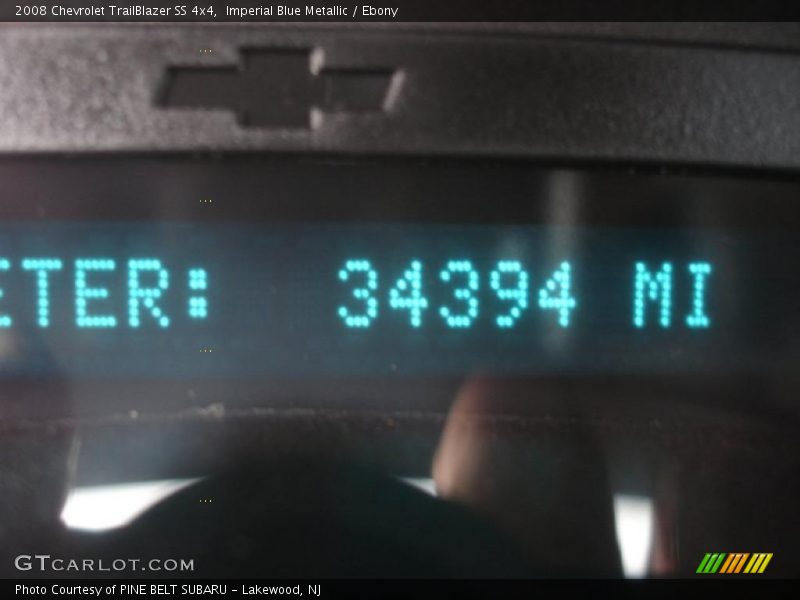 2008 Chevrolet TrailBlazer SS 4x4,  Imperial Blue Metallic / Ebony
ETER: 34394 MI
GTCARLOT.COM
Photo Courtesy of PINE BELT SUBARU - Lakewood, NJ